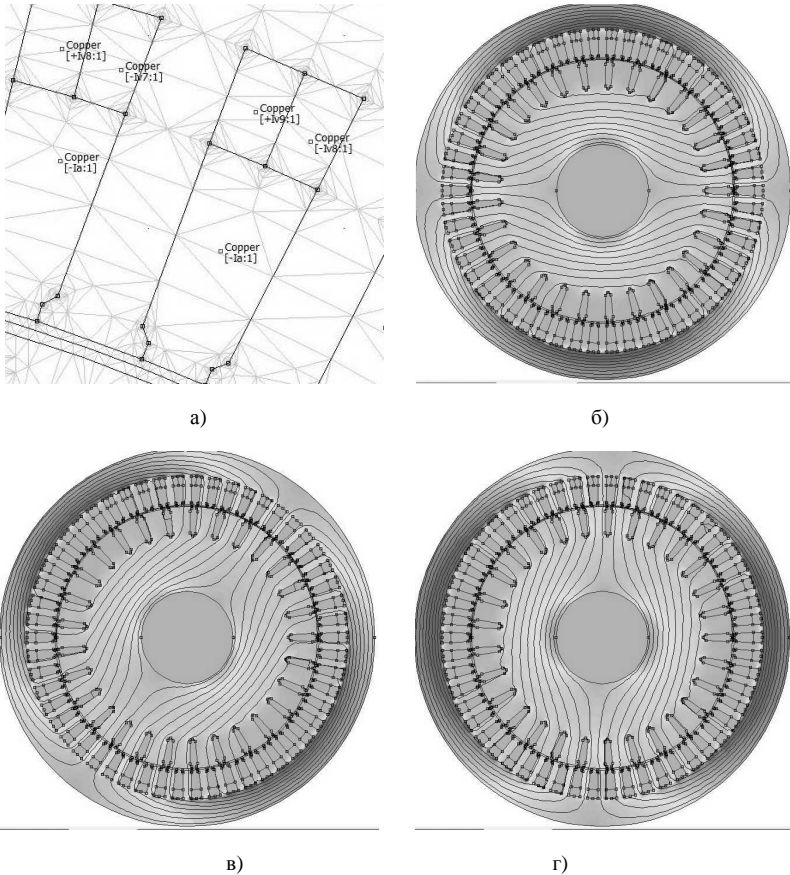 Copper
[+Iv8:1]
Copper
[-Iv7:1]
Copper
[-Ia:1]
Copper
[+Iv9:1]
Copper
[-Iv8:1]
Copper
[-Ia:1]
а)
б)
в)
г)